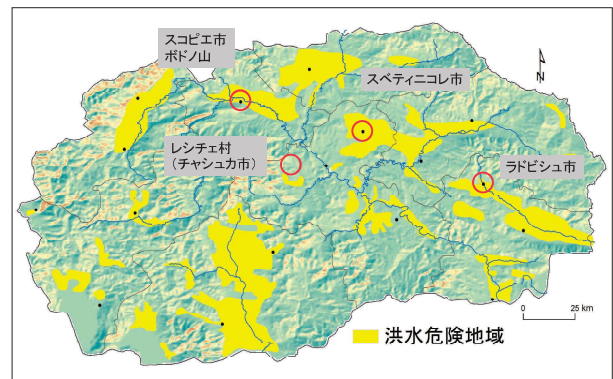 スコピエ市
ボドノ山
スベティニコレ市
レシチェ村
(チャシュカ市)
ラドビシュ市
N
0 25 km
洪水危険地域